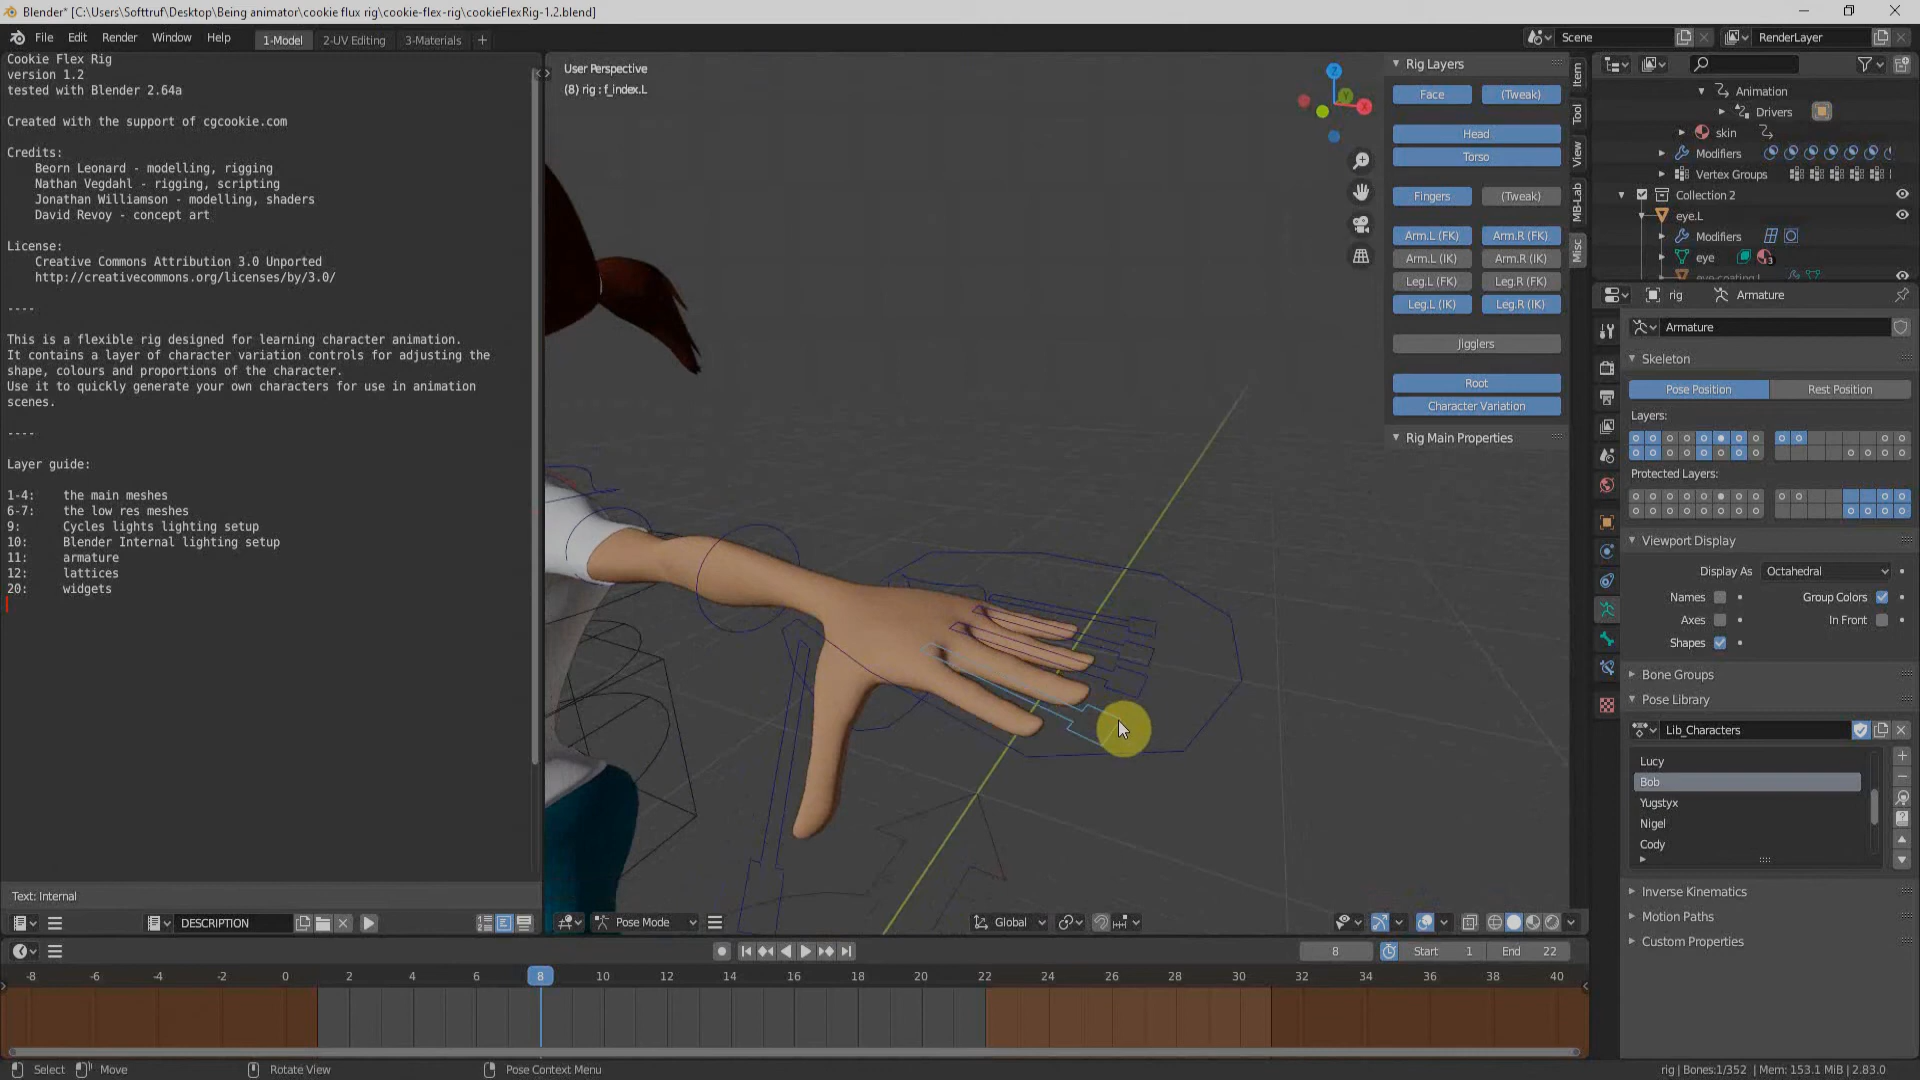 Blender* [C:\Users\Softtruf\Desktop\Being animator\cookie flux rig\cookie-flex-rig\cookieFlexRig-1.2.blend]
File Edit Render Window Help 1-Model 2-UV Editing 3-Materials + Scene RenderLayer
Cookie Flex Rig
version 1.2
tested with Blender 2.64a
Created with the support of cgcookie.com
Credits:
Beorn Leonard - modelling, rigging
Nathan Vegdahl - rigging, scripting
Jonathan Williamson - modelling, shaders
David Revoy - concept art
License:
Creative Commons Attribution 3.0 Unported
http://creativecommons.org/licenses/by/3.0/
----
This is a flexible rig designed for learning character animation.
It contains a layer of character variation controls for adjusting the
shape, colours and proportions of the character.
Use it to quickly generate your own characters for use in animation
scenes.
----
Layer guide:
1-4: the main meshes
6-7: the low res meshes
9: Cycles lights lighting setup
10: Blender Internal lighting setup
11: armature
12: lattices
20: widgets
Text: Internal
DESCRIPTION
User Perspective
(8) rig : f_index.L
Z
Y
X
Rig Layers
Face (Tweak)
Head
Torso
Fingers (Tweak)
Arm.L (FK) Arm.R (FK)
Arm.L (IK) Arm.R (IK)
Leg.L (FK) Leg.R (FK)
Leg.L (IK) Leg.R (IK)
Jigglers
Root
Character Variation
Rig Main Properties
Item
Tool
View
MB-Lab
Misc
Pose Mode Global
Animation
Drivers
skin
Modifiers
Vertex Groups
Collection 2
eye.L
Modifiers
eye 3
eye coating.L
rig Armature
Armature
Skeleton
Pose Position Rest Position
Layers:
Protected Layers:
Viewport Display
Display As Octahedral
Names Group Colors
Axes In Front
Shapes
Bone Groups
Pose Library
Lib_Characters
Lucy
Bob
Yugstyx
Nigel
Cody
Inverse Kinematics
Motion Paths
Custom Properties
8 Start 1 End 22
-8 -6 -4 -2 0 2 4 6 8 10 12 14 16 18 20 22 24 26 28 30 32 34 36 38 40
Select Move Rotate View Pose Context Menu rig | Bones:1/352 | Mem: 153.1 MiB | 2.83.0